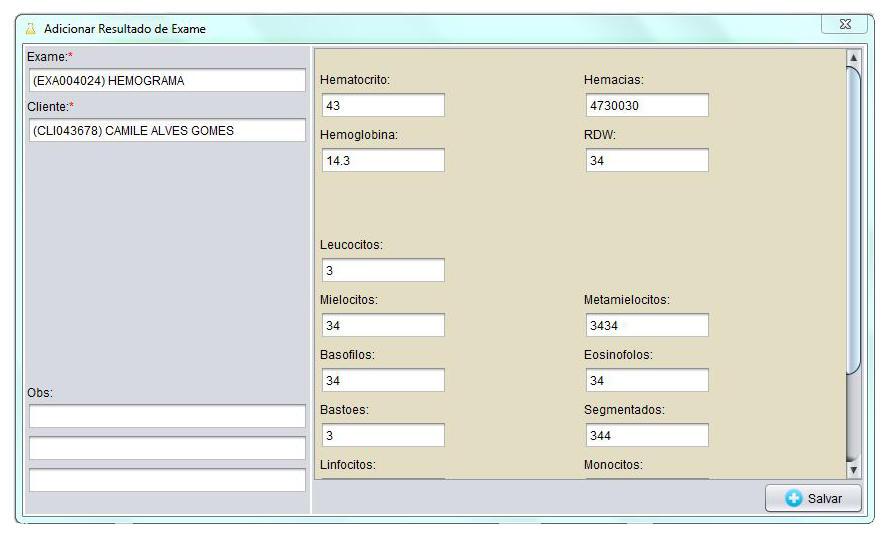 Adicionar Resultado de Exame
Exame:*
(EXA004024) HEMOGRAMA
Cliente:*
(CLI043678) CAMILE ALVES GOMES
Obs:
Hematocrito:
Hemacias:
43
4730030
Hemoglobina:
RDW:
14.3
34
Leucocitos:
3
Mielocitos:
Metamielocitos:
34
3434
Basofilos:
Eosinofolos:
34
34
Bastoes:
Segmentados:
3
344
Linfocitos:
Monocitos:
Salvar